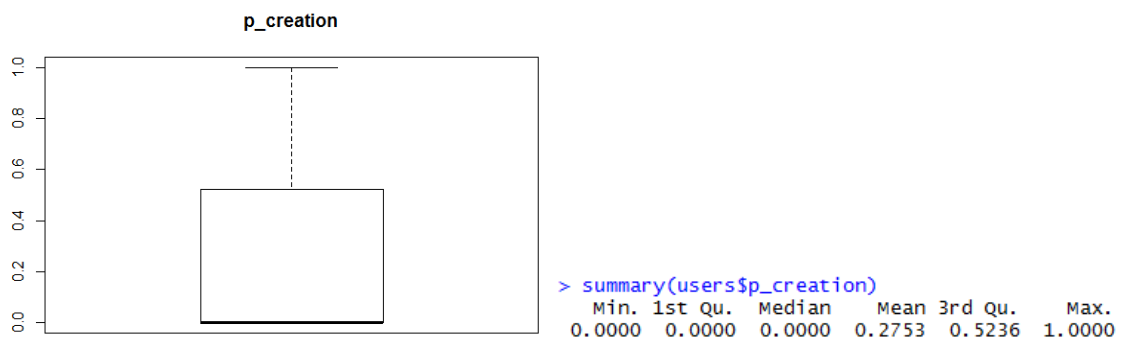 p_creation
1.0
0.8
0.6
0.4
0.2
0.0
> summary(users$p_creation)
Min. 1st Qu. Median Mean 3rd Qu. Max.
0.0000 0.0000 0.0000 0.2753 0.5236 1.0000